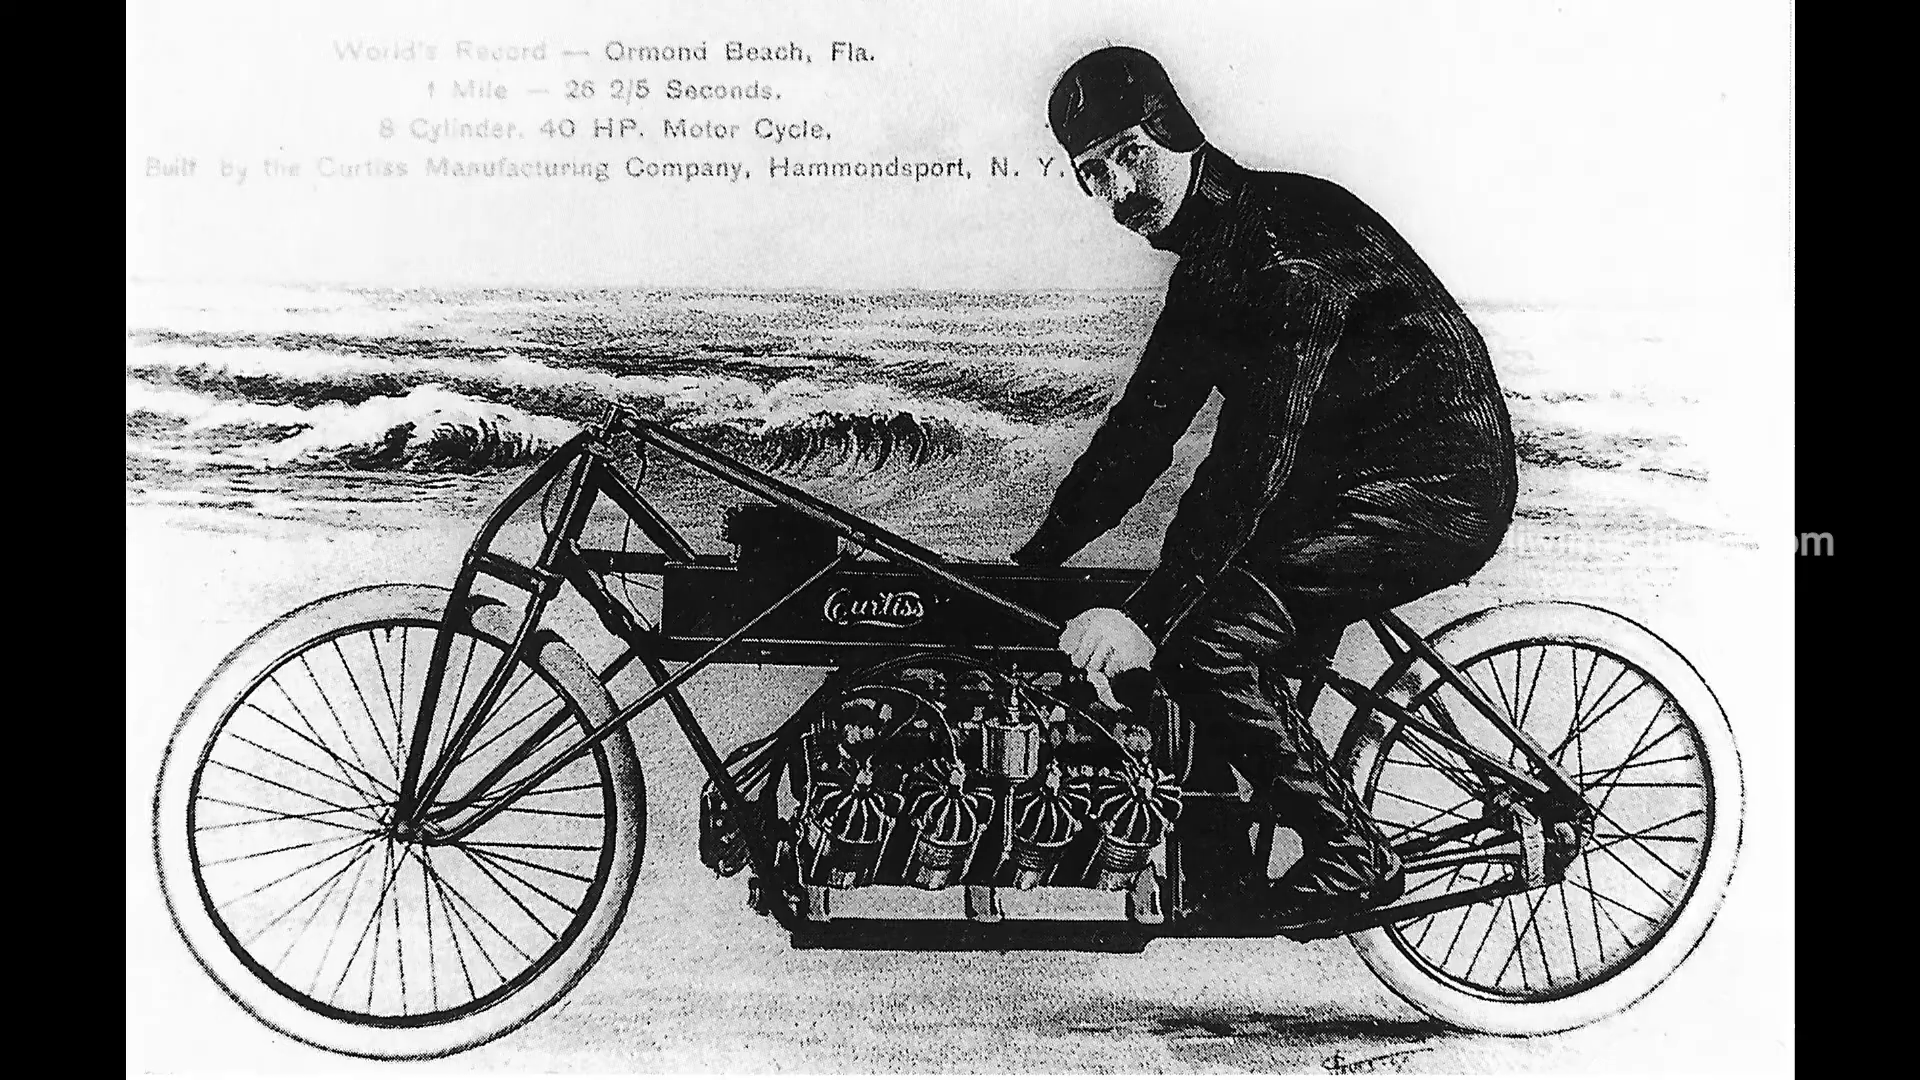 World's Record — Ormond Beach, Fla.
1 Mile — 26 2/5 Seconds.
8 Cylinder. 40 HP. Motor Cycle,
Built by the Curtiss Manufacturing Company, Hammondsport, N. Y.
Curtiss